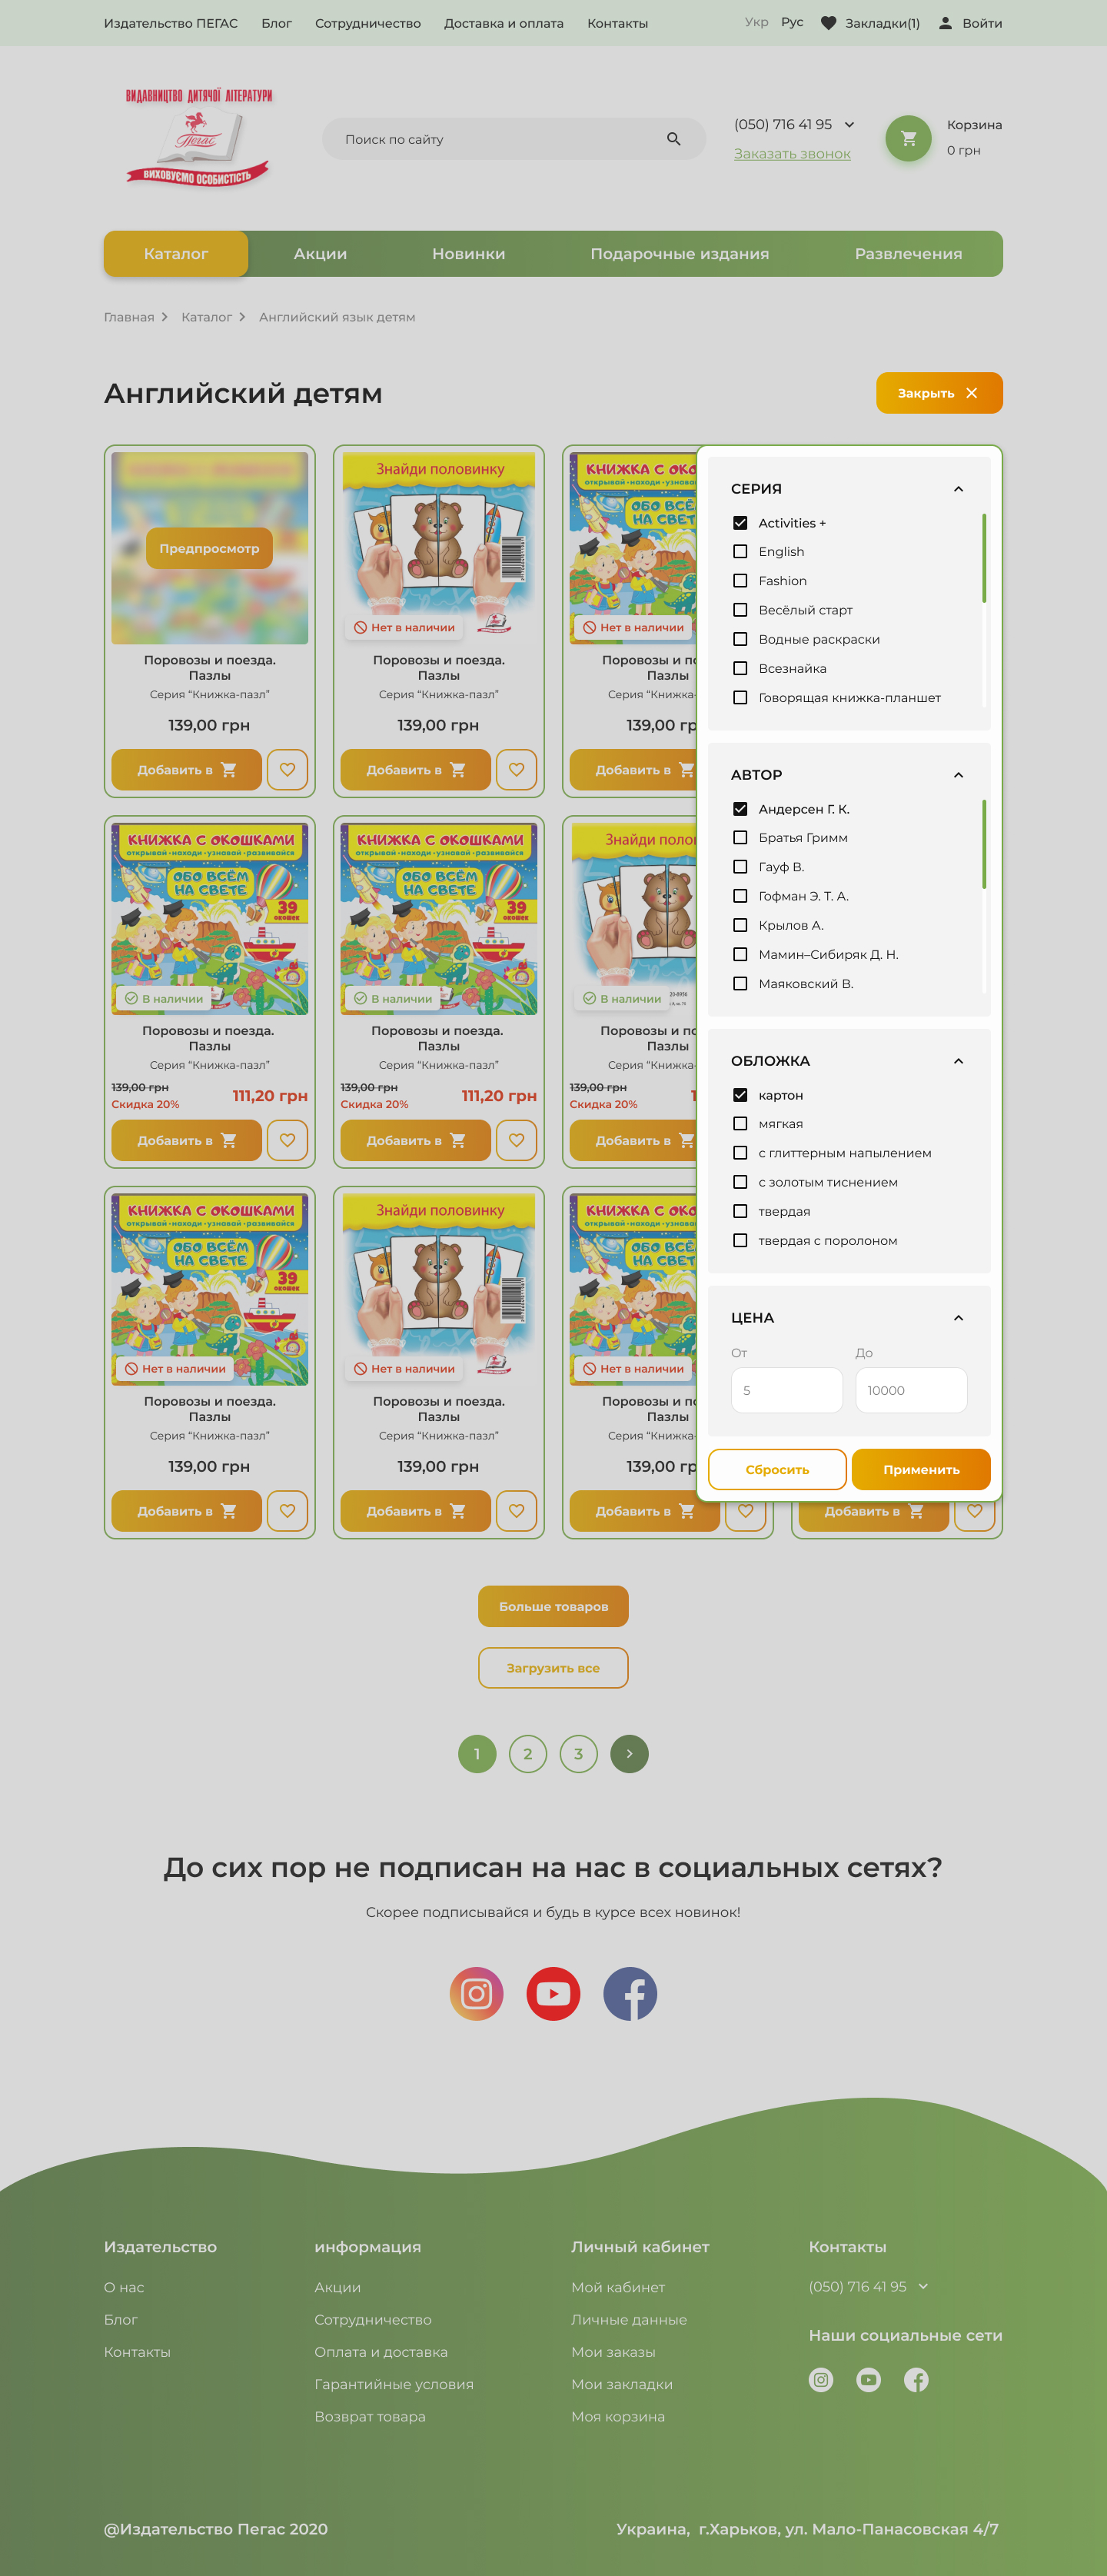 Издательство ПЕГАС Блог Сотрудничество Доставка и оплата Контакты Укр Рус Закладки(1) Войти
ВИДАВНИЦТВО ДИТЯЧОЇ ЛІТЕРАТУРИ
Пегас
ВИХОВУЄМО ОСОБИСТІСТЬ
Поиск по сайту
(050) 716 41 95
Заказать звонок
Корзина
0 грн
Каталог Акции Новинки Подарочные издания Развлечения
Главная Каталог Английский язык детям
Английский детям
Закрыть
Предпросмотр
Поровозы и поезда.
Пазлы
Серия “Книжка-пазл”
139,00 грн
Добавить в
Знайди половинку
Нет в наличии
Поровозы и поезда.
Пазлы
Серия “Книжка-пазл”
139,00 грн
Добавить в
КНИЖКА С ОКО
открывай·находи·узнава
ОБО ВСЁМ
НА СВЕТЕ
Нет в наличии
Поровозы и по
Пазлы
Серия “Книжка-
139,00 гр
Добавить в
СЕРИЯ
Activities +
English
Fashion
Весёлый старт
Водные раскраски
Всезнайка
Говорящая книжка-планшет
АВТОР
Андерсен Г. К.
Братья Гримм
Гауф В.
Гофман Э. Т. А.
Крылов А.
Мамин–Сибиряк Д. Н.
Маяковский В.
ОБЛОЖКА
картон
мягкая
с глиттерным напылением
с золотым тиснением
твердая
твердая с поролоном
ЦЕНА
От До
5 10000
Сбросить Применить
КНИЖКА С ОКОШКАМИ
открывай·находи·узнавай·развивайся
ОБО ВСЁМ
НА СВЕТЕ
39
ОКОШЕК
В наличии
Поровозы и поезда.
Пазлы
Серия “Книжка-пазл”
139,00 грн
Скидка 20%
111,20 грн
Добавить в
КНИЖКА С ОКОШКАМИ
открывай·находи·узнавай·развивайся
ОБО ВСЁМ
НА СВЕТЕ
39
ОКОШЕК
В наличии
Поровозы и поезда.
Пазлы
Серия “Книжка-пазл”
139,00 грн
Скидка 20%
111,20 грн
Добавить в
Знайди поло
В наличии
Поровозы и по
Пазлы
Серия “Книжка-
139,00 грн
Скидка 20%
Добавить в
КНИЖКА С ОКОШКАМИ
открывай·находи·узнавай·развивайся
ОБО ВСЁМ
НА СВЕТЕ
39
ОКОШЕК
Нет в наличии
Поровозы и поезда.
Пазлы
Серия “Книжка-пазл”
139,00 грн
Добавить в
Знайди половинку
Нет в наличии
Поровозы и поезда.
Пазлы
Серия “Книжка-пазл”
139,00 грн
Добавить в
КНИЖКА С ОКО
открывай·находи·узнава
ОБО ВСЁМ
НА СВЕТЕ
Нет в наличии
Поровозы и по
Пазлы
Серия “Книжка-
139,00 гр
Добавить в
Добавить в
Больше товаров
Загрузить все
1 2 3
До сих пор не подписан на нас в социальных сетях?
Скорее подписывайся и будь в курсе всех новинок!
Издательство
О нас
Блог
Контакты
информация
Акции
Сотрудничество
Оплата и доставка
Гарантийные условия
Возврат товара
Личный кабинет
Мой кабинет
Личные данные
Мои заказы
Мои закладки
Моя корзина
Контакты
(050) 716 41 95
Наши социальные сети
@Издательство Пегас 2020
Украина, г.Харьков, ул. Мало-Панасовская 4/7